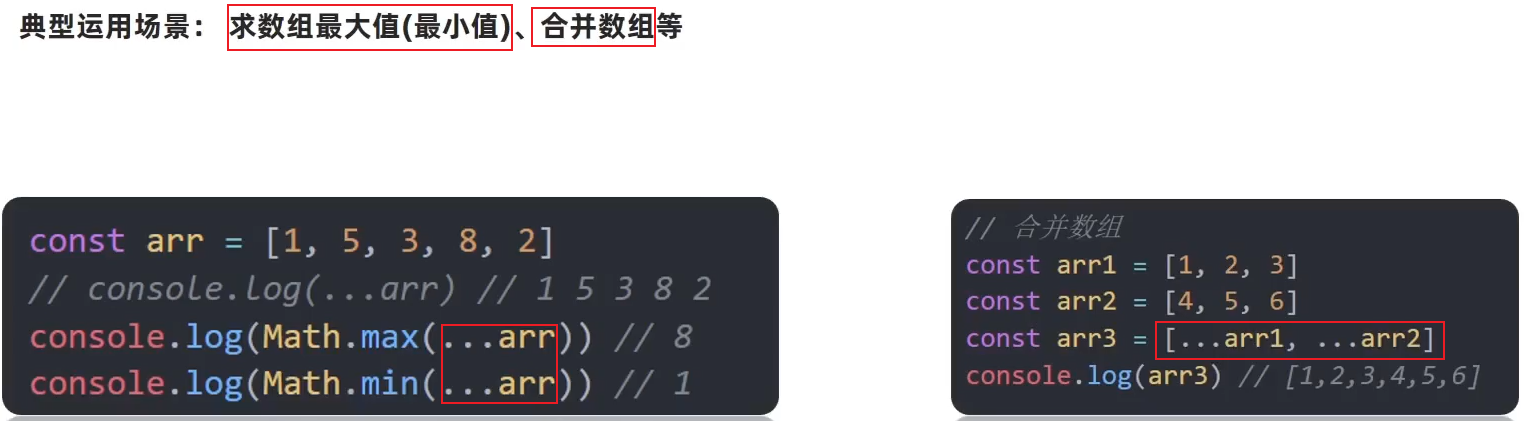 典型运用场景： 求数组最大值(最小值)、合并数组等
const arr = [1, 5, 3, 8, 2]
// console.log(...arr) // 1 5 3 8 2
console.log(Math.max(...arr)) // 8
console.log(Math.min(...arr)) // 1
// 合并数组
const arr1 = [1, 2, 3]
const arr2 = [4, 5, 6]
const arr3 = [...arr1, ...arr2]
console.log(arr3) // [1,2,3,4,5,6]